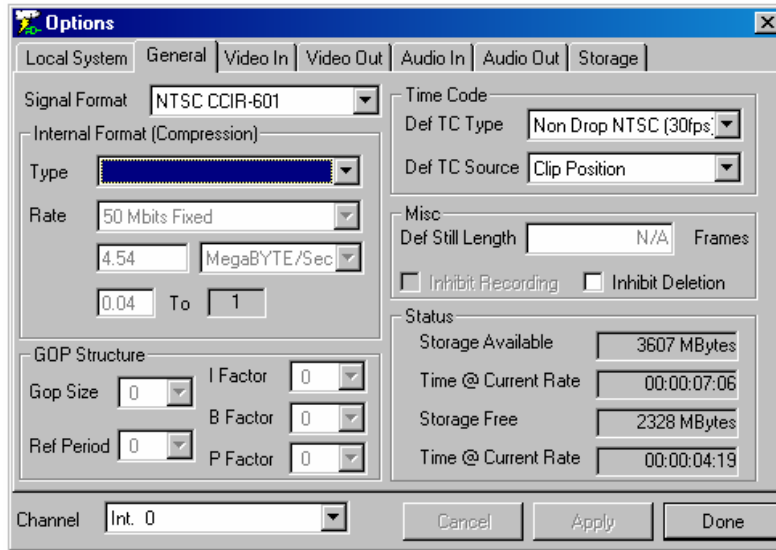 Options
Local System General Video In Video Out Audio In Audio Out Storage
Signal Format NTSC CCIR-601
Internal Format (Compression)
Type
Rate 50 Mbits Fixed
4.54 MegaBYTE/Sec
0.04 To 1
GOP Structure
Gop Size 0
Ref Period 0
I Factor 0
B Factor 0
P Factor 0
Time Code
Def TC Type Non Drop NTSC (30fps)
Def TC Source Clip Position
Misc
Def Still Length N/A Frames
Inhibit Recording Inhibit Deletion
Status
Storage Available 3607 MBytes
Time @ Current Rate 00:00:07:06
Storage Free 2328 MBytes
Time @ Current Rate 00:00:04:19
Channel Int. 0
Cancel Apply Done